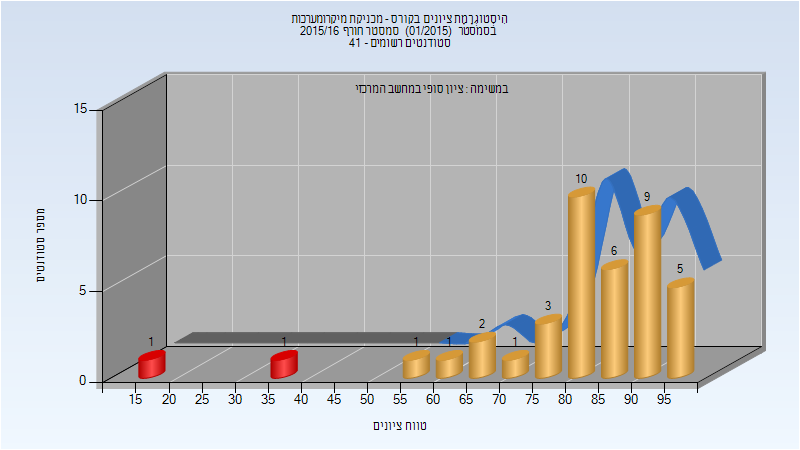 היסטוגרמת ציונים בקורס - מכניקת מיקרומערכות
בסמסטר (01/2015) סמסטר חורף 2015/16
סטודנטים רשומים - 41
במשימה : ציון סופי במחשב המרכזי
מספר סטודנטים
15
10
5
0
1
1
1
1
2
1
3
10
6
9
5
15 20 25 30 35 40 45 50 55 60 65 70 75 80 85 90 95
טווח ציונים